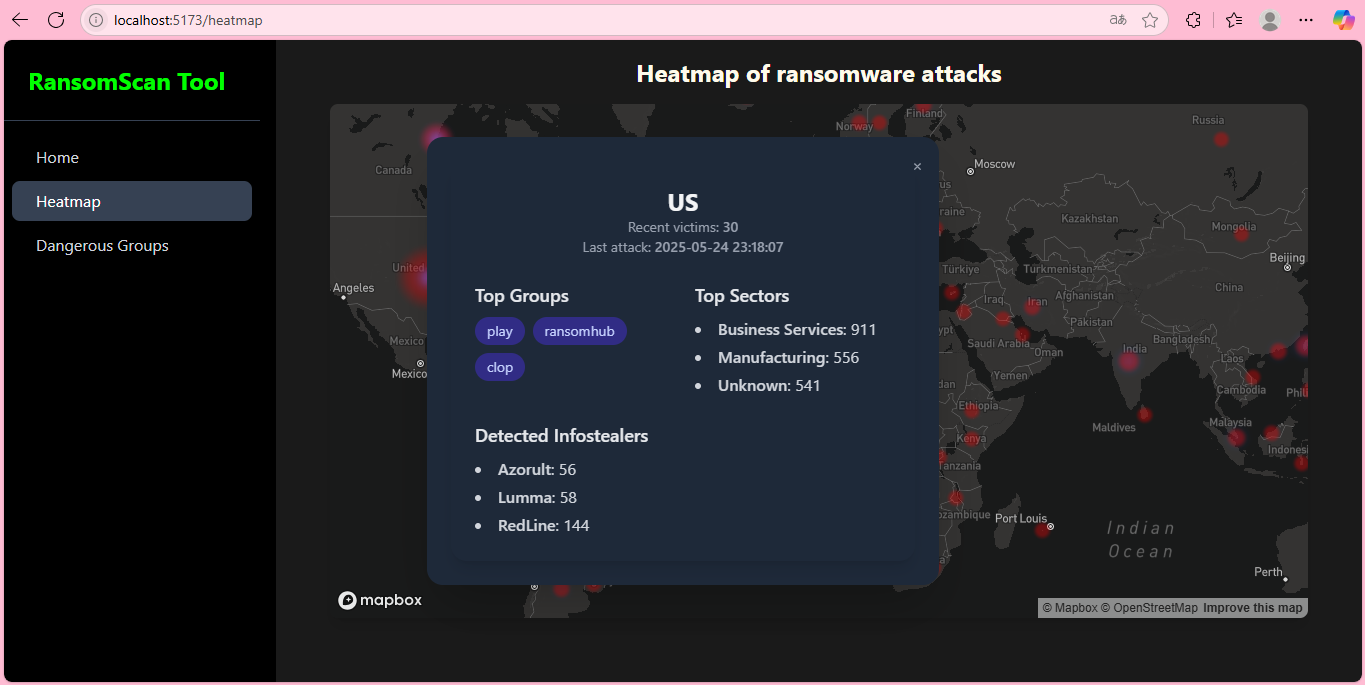 localhost:5173/heatmap
RansomScan Tool
Home
Heatmap
Dangerous Groups
Heatmap of ransomware attacks
Canada
United
Angeles
Mexico
Mexico
Norway
Finland
Russia
Moscow
raine
Kazakhstan
Mongolia
Beijing
Türkiye
Turkmenistan
China
Iraq
Iran
Afghanistan
Pakistan
Saudi Arabia
Oman
India
Bangladesh
Laos
Yemen
Cambodia
Phil
Ethiopia
Maldives
Malaysia
Kenya
Indonesi
Tanzania
ozambique
Port Louis
Indian
Ocean
Perth
×
US
Recent victims: 30
Last attack: 2025-05-24 23:18:07
Top Groups
play
ransomhub
clop
Top Sectors
Business Services: 911
Manufacturing: 556
Unknown: 541
Detected Infostealers
Azorult: 56
Lumma: 58
RedLine: 144
mapbox
© Mapbox © OpenStreetMap Improve this map